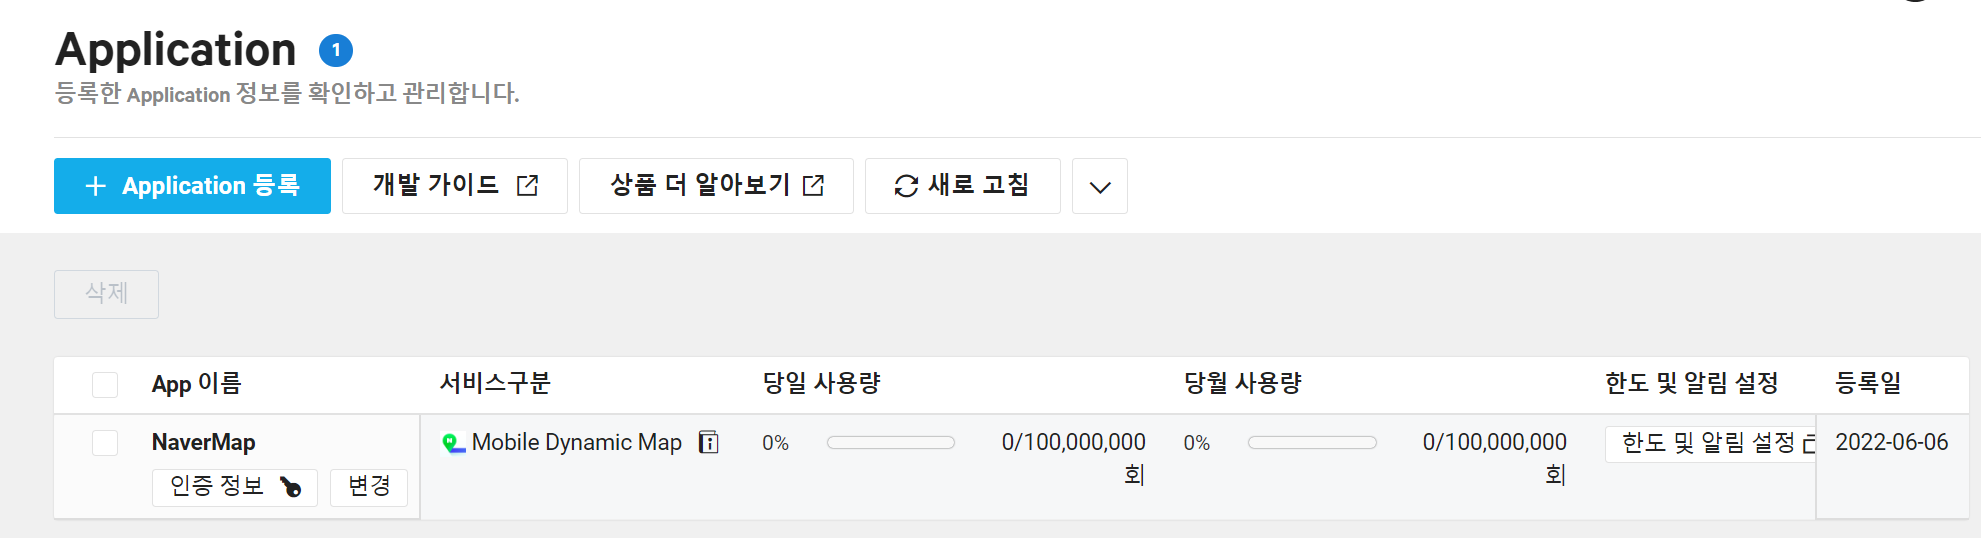 Application 1
등록한 Application 정보를 확인하고 관리합니다.
+ Application 등록 개발 가이드 상품 더 알아보기 새로 고침
삭제
App 이름 서비스구분 당일 사용량 당월 사용량 한도 및 알림 설정 등록일
NaverMap Mobile Dynamic Map 0% 0/100,000,000 0% 0/100,000,000 한도 및 알림 설정 2022-06-06
회 회
인증 정보 변경